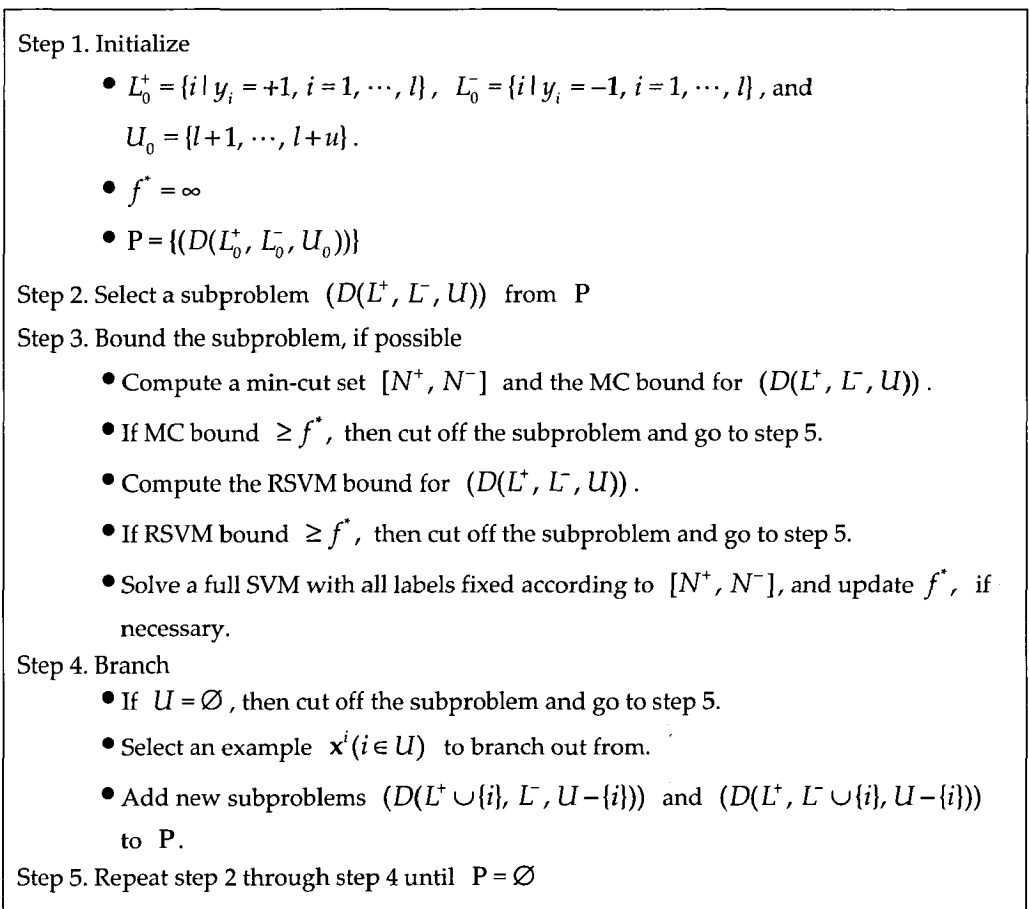 Step 1. Initialize
● L₀⁺ = {i | yᵢ = +1, i = 1, ⋯, l}, L₀⁻ = {i | yᵢ = −1, i = 1, ⋯, l}, and
U₀ = {l+1, ⋯, l+u}.
● f* = ∞
● P = {(D(L₀⁺, L₀⁻, U₀))}
Step 2. Select a subproblem (D(L⁺, L⁻, U)) from P
Step 3. Bound the subproblem, if possible
● Compute a min-cut set [N⁺, N⁻] and the MC bound for (D(L⁺, L⁻, U)).
● If MC bound ≥ f*, then cut off the subproblem and go to step 5.
● Compute the RSVM bound for (D(L⁺, L⁻, U)).
● If RSVM bound ≥ f*, then cut off the subproblem and go to step 5.
● Solve a full SVM with all labels fixed according to [N⁺, N⁻], and update f*, if
necessary.
Step 4. Branch
● If U = ∅, then cut off the subproblem and go to step 5.
● Select an example xⁱ(i ∈ U) to branch out from.
● Add new subproblems (D(L⁺ ∪{i}, L⁻, U−{i})) and (D(L⁺, L⁻ ∪{i}, U−{i}))
to P.
Step 5. Repeat step 2 through step 4 until P = ∅